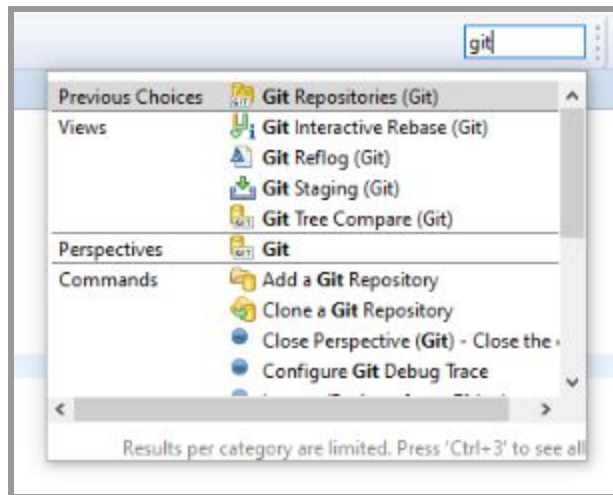 git
Previous Choices Git Repositories (Git)
Views Git Interactive Rebase (Git)
Git Reflog (Git)
Git Staging (Git)
Git Tree Compare (Git)
Perspectives Git
Commands Add a Git Repository
Clone a Git Repository
Close Perspective (Git) - Close the
Configure Git Debug Trace
Results per category are limited. Press 'Ctrl+3' to see all